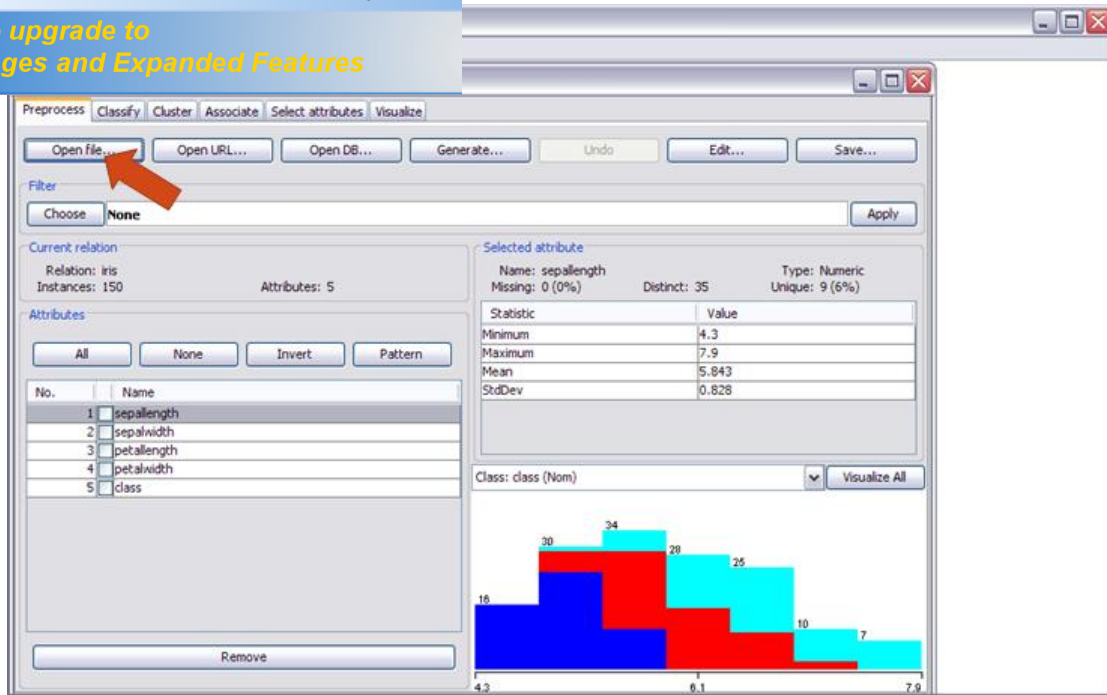 upgrade to
ges and Expanded Features
Preprocess Classify Cluster Associate Select attributes Visualize
Open file... Open URL... Open DB... Generate... Undo Edit... Save...
Filter
Choose None Apply
Current relation
Relation: iris
Instances: 150 Attributes: 5
Selected attribute
Name: sepallength Type: Numeric
Missing: 0 (0%) Distinct: 35 Unique: 9 (6%)
Statistic Value
Minimum 4.3
Maximum 7.9
Mean 5.843
StdDev 0.828
Attributes
All None Invert Pattern
No. Name
1 sepallength
2 sepalwidth
3 petallength
4 petalwidth
5 class
Remove
Class: class (Nom) Visualize All
16 30 34 28 25 10 7
4.3 6.1 7.9